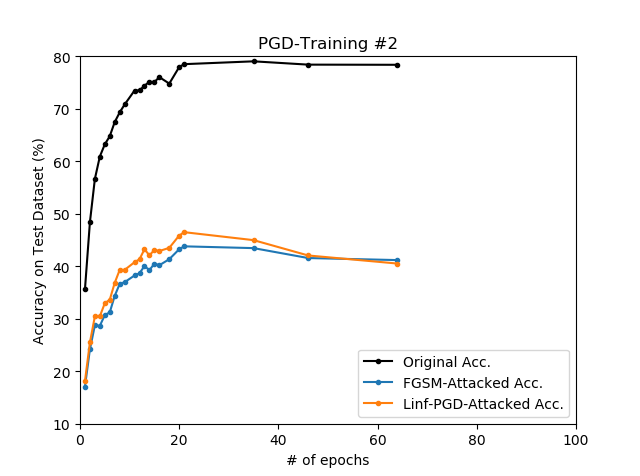 PGD-Training #2
Accuracy on Test Dataset (%)
80
70
60
50
40
30
20
10
0
20
40
60
80
100
# of epochs
Original Acc.
FGSM-Attacked Acc.
Linf-PGD-Attacked Acc.